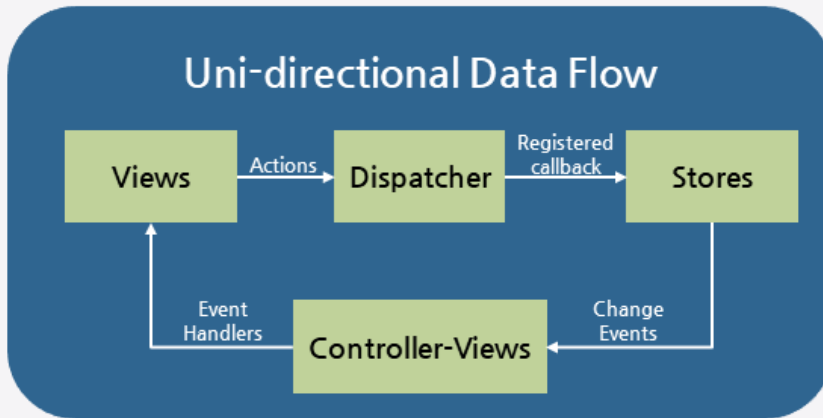 Uni-directional Data Flow
Views
Actions
Dispatcher
Registered
callback
Stores
Event
Handlers
Controller-Views
Change
Events